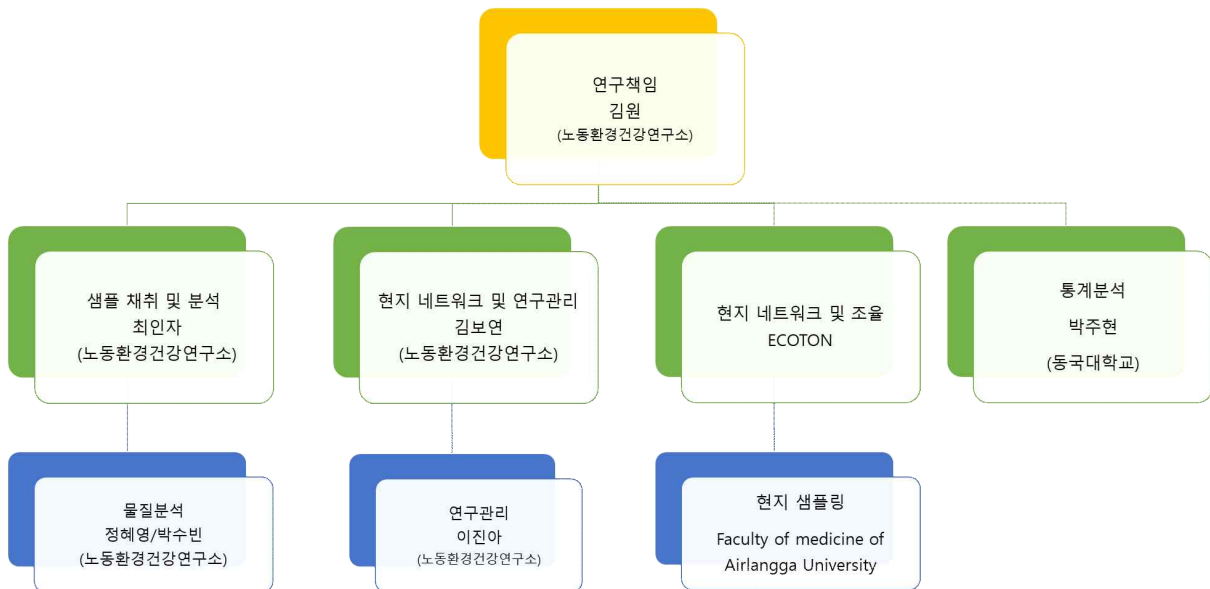 연구책임
김원
(노동환경건강연구소)
샘플 채취 및 분석
최인자
(노동환경건강연구소)
현지 네트워크 및 연구관리
김보연
(노동환경건강연구소)
현지 네트워크 및 조율
ECOTON
통계분석
박주현
(동국대학교)
물질분석
정혜영/박수빈
(노동환경건강연구소)
연구관리
이진아
(노동환경건강연구소)
현지 샘플링
Faculty of medicine of
Airlangga University